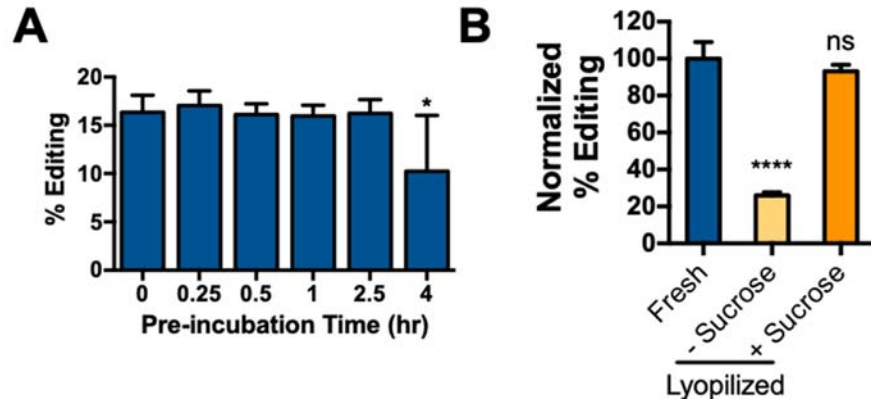 A
% Editing
20
15
10
5
0
*
0 0.25 0.5 1 2.5 4
Pre-incubation Time (hr)
B
Normalized
% Editing
120
100
80
60
40
20
0
****
ns
Fresh
- Sucrose
+ Sucrose
Lyopilized